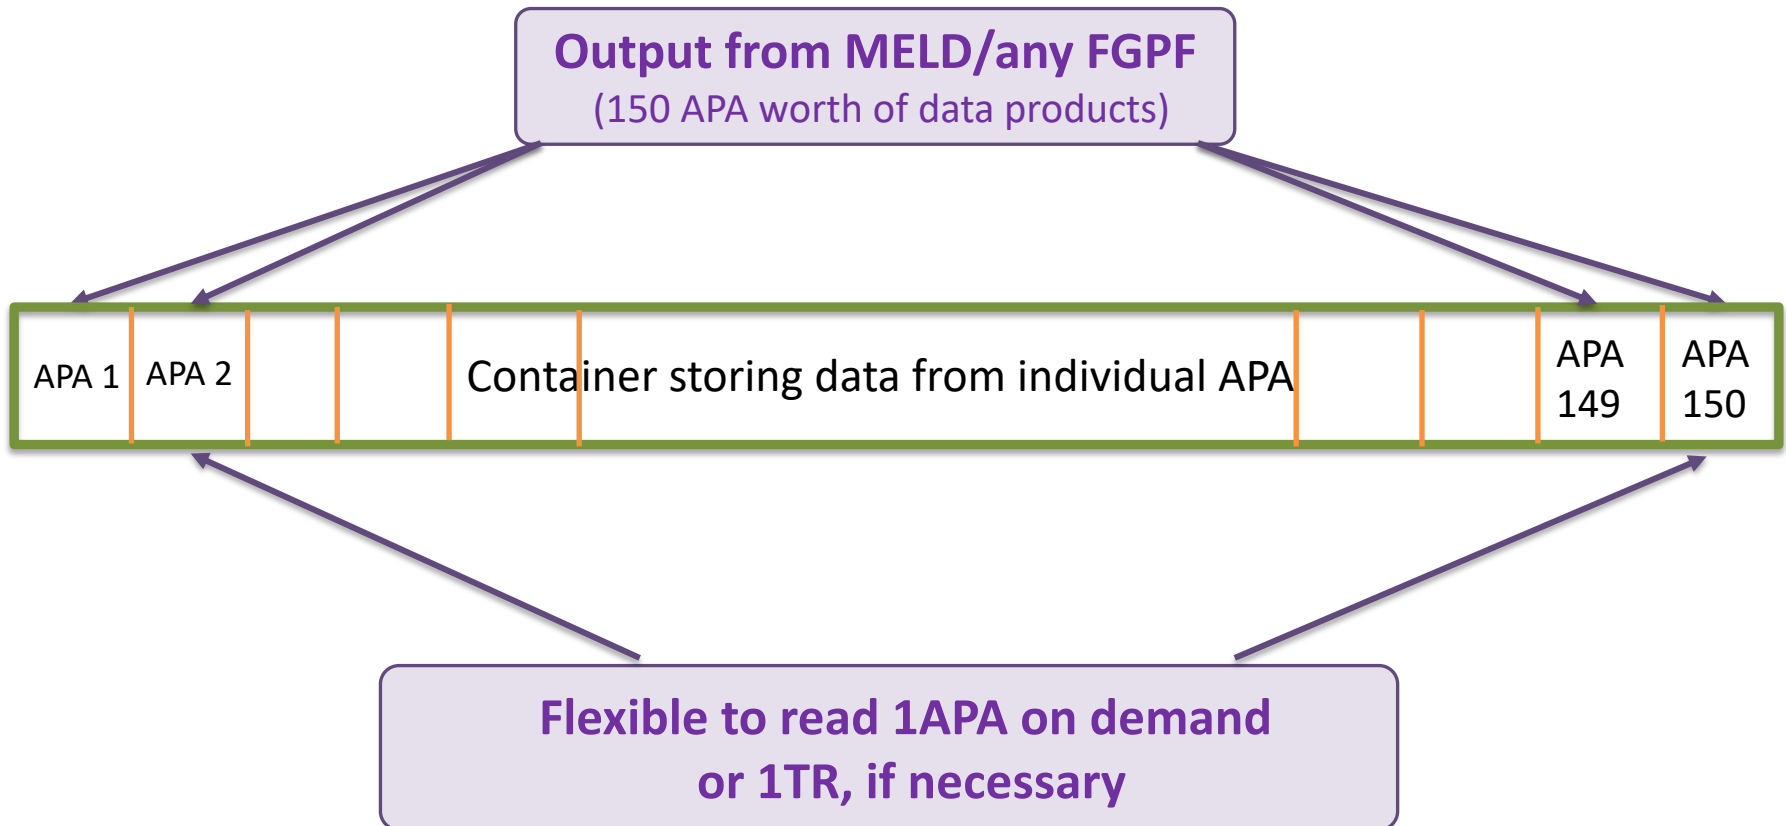 Output from MELD/any FGPF
(150 APA worth of data products)
APA 1
APA 2
Container storing data from individual APA
APA
149
APA
150
Flexible to read 1APA on demand
or 1TR, if necessary